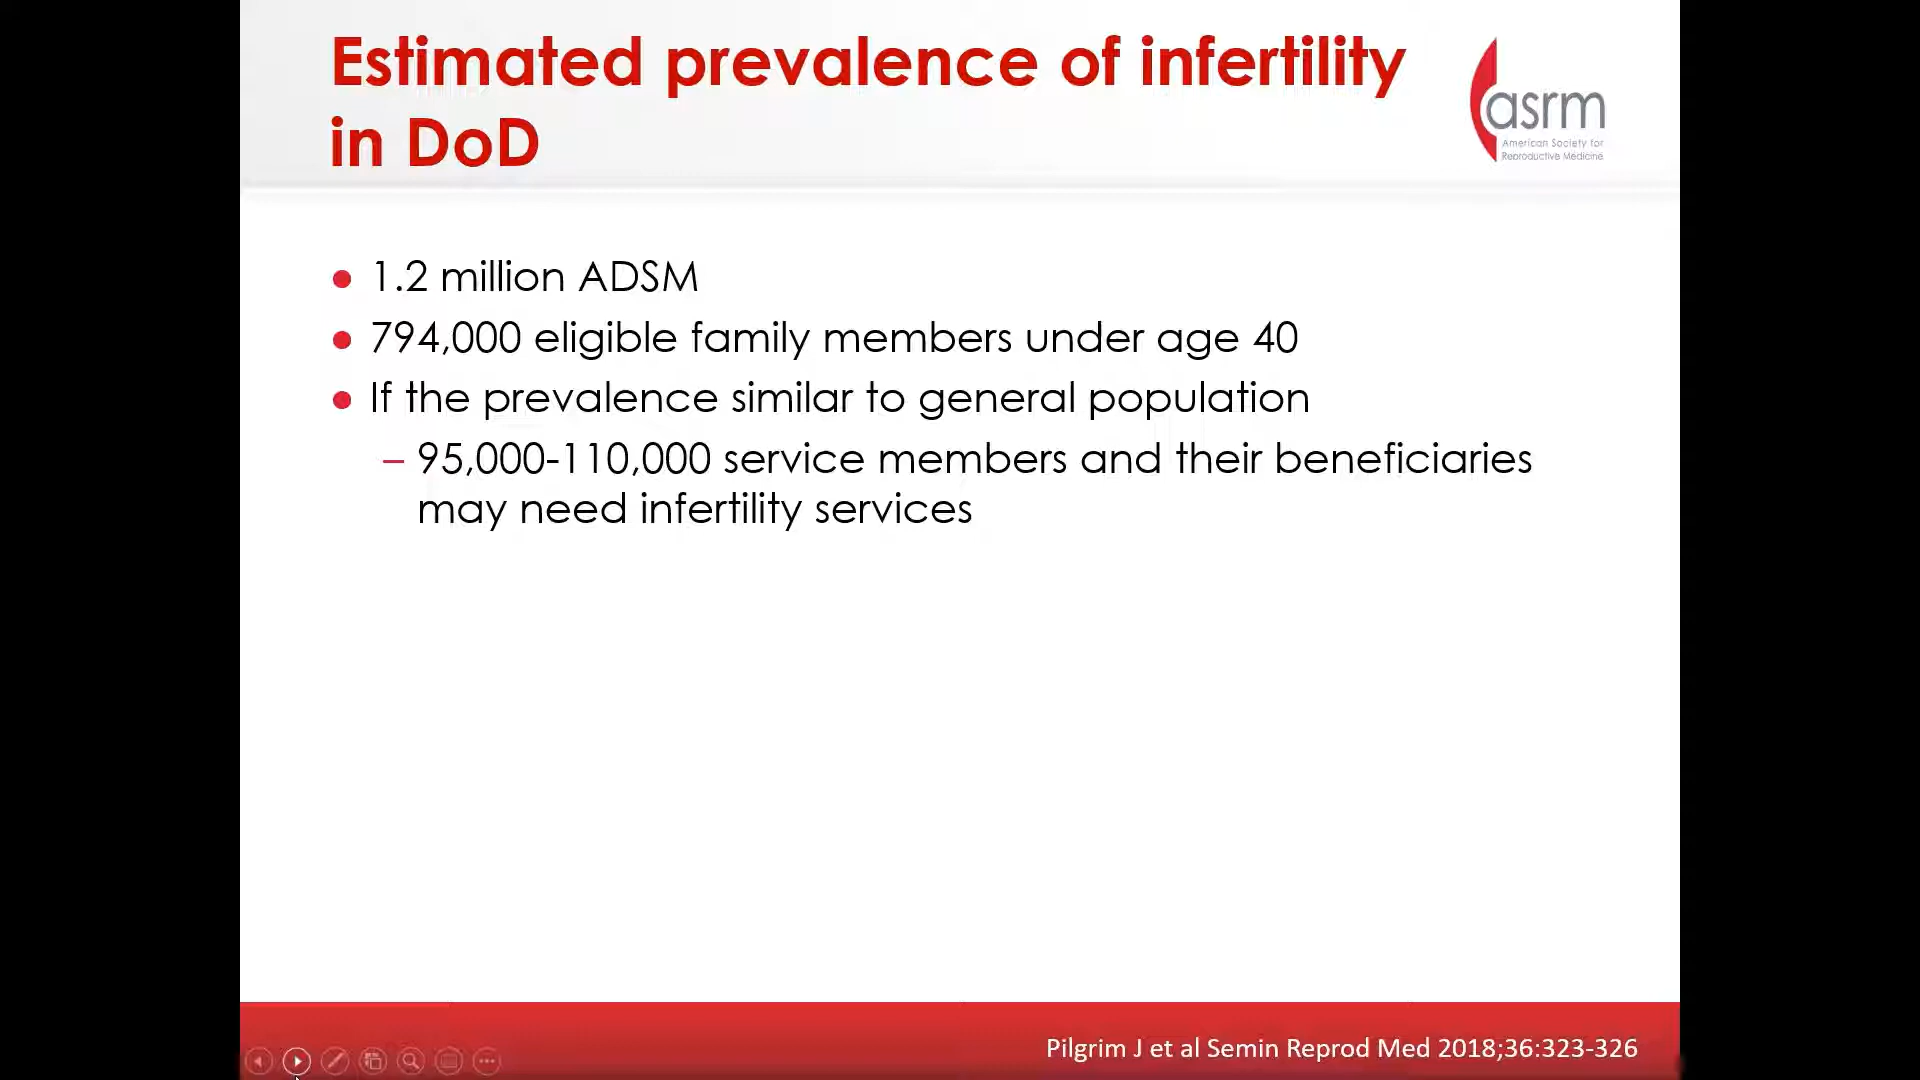 Estimated prevalence of infertility
in DoD
asrm
American Society for
Reproductive Medicine
● 1.2 million ADSM
● 794,000 eligible family members under age 40
● If the prevalence similar to general population
– 95,000-110,000 service members and their beneficiaries
may need infertility services
Pilgrim J et al Semin Reprod Med 2018;36:323-326